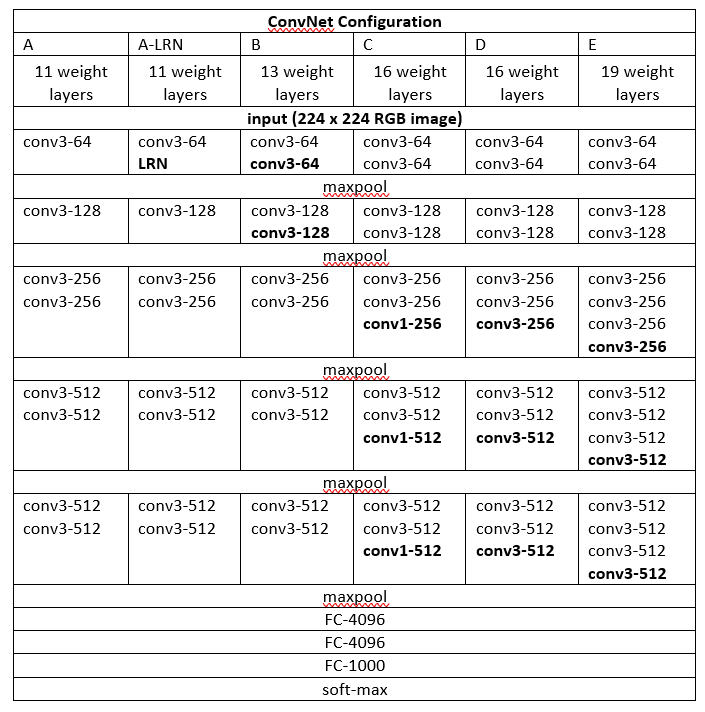 ConvNet Configuration
A A-LRN B C D E
11 weight 11 weight 13 weight 16 weight 16 weight 19 weight
layers layers layers layers layers layers
input (224 x 224 RGB image)
conv3-64 conv3-64 conv3-64 conv3-64 conv3-64 conv3-64
LRN conv3-64 conv3-64 conv3-64 conv3-64
maxpool
conv3-128 conv3-128 conv3-128 conv3-128 conv3-128 conv3-128
conv3-128 conv3-128 conv3-128 conv3-128
maxpool
conv3-256 conv3-256 conv3-256 conv3-256 conv3-256 conv3-256
conv3-256 conv3-256 conv3-256 conv3-256 conv3-256 conv3-256
conv1-256 conv3-256 conv3-256
conv3-256
maxpool
conv3-512 conv3-512 conv3-512 conv3-512 conv3-512 conv3-512
conv3-512 conv3-512 conv3-512 conv3-512 conv3-512 conv3-512
conv1-512 conv3-512 conv3-512
conv3-512
maxpool
conv3-512 conv3-512 conv3-512 conv3-512 conv3-512 conv3-512
conv3-512 conv3-512 conv3-512 conv3-512 conv3-512 conv3-512
conv1-512 conv3-512 conv3-512
conv3-512
maxpool
FC-4096
FC-4096
FC-1000
soft-max